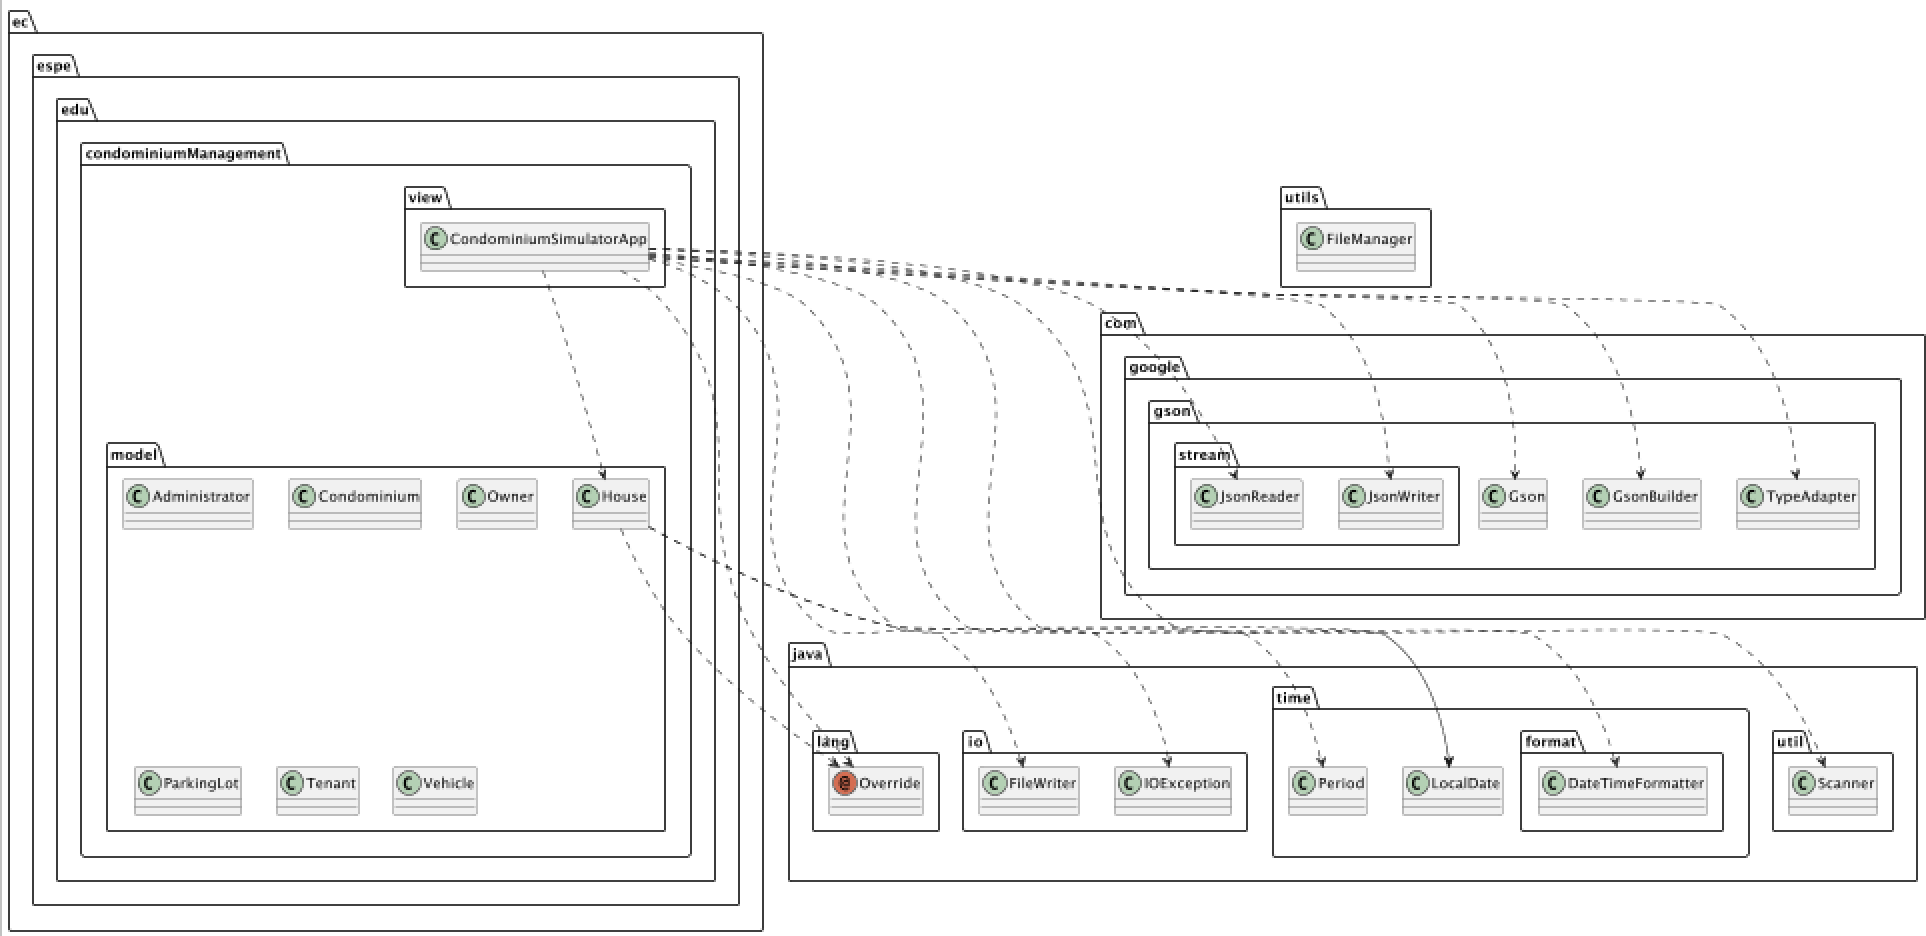 ec
espe
edu
condominiumManagement
view
C CondominiumSimulatorApp
utils
C FileManager
com
google
gson
stream
C JsonReader
C JsonWriter
C Gson
C GsonBuilder
C TypeAdapter
model
C Administrator
C Condominium
C Owner
C House
C ParkingLot
C Tenant
C Vehicle
java
lang
@ Override
io
C FileWriter
C IOException
time
C Period
C LocalDate
format
C DateTimeFormatter
util
C Scanner